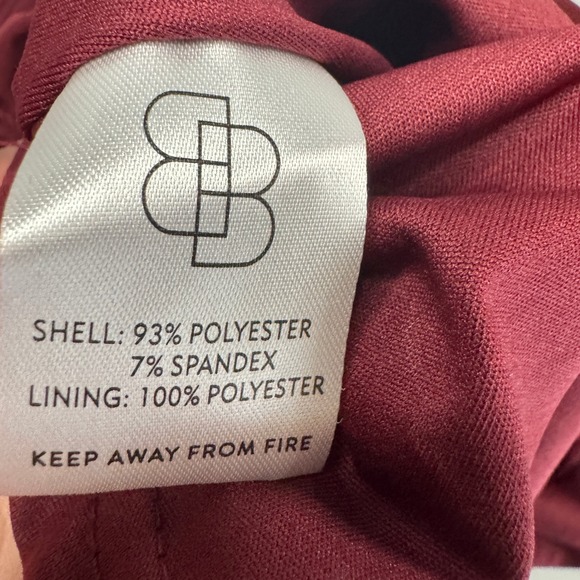 SHELL: 93% POLYESTER
7% SPANDEX
LINING: 100% POLYESTER
KEEP AWAY FROM FIRE